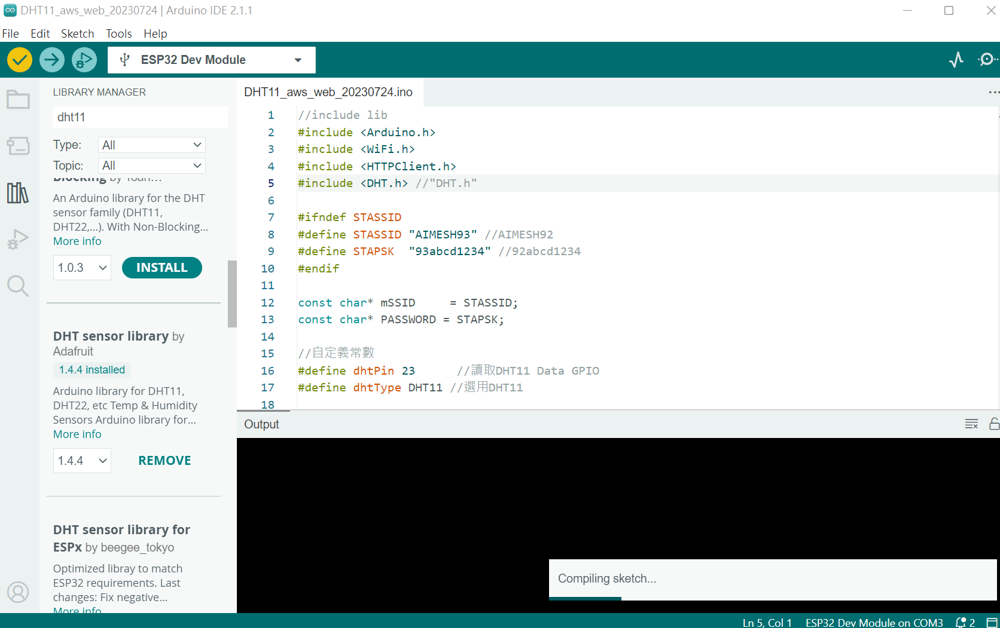 DHT11_aws_web_20230724 | Arduino IDE 2.1.1
File Edit Sketch Tools Help
ESP32 Dev Module
LIBRARY MANAGER
dht11
Type: All
Topic: All
Blocking by
An Arduino library for the DHT
sensor family (DHT11,
DHT22,...). With Non-Blocking...
More info
1.0.3 INSTALL
DHT sensor library by
Adafruit
1.4.4 installed
Arduino library for DHT11,
DHT22, etc Temp & Humidity
Sensors Arduino library for...
More info
1.4.4 REMOVE
DHT sensor library for
ESPx by beegee_tokyo
Optimized libray to match
ESP32 requirements. Last
changes: Fix negative...
More info
DHT11_aws_web_20230724.ino
1 //include lib
2 #include <Arduino.h>
3 #include <WiFi.h>
4 #include <HTTPClient.h>
5 #include <DHT.h> //"DHT.h"
6
7 #ifndef STASSID
8 #define STASSID "AIMESH93" //AIMESH92
9 #define STAPSK  "93abcd1234" //92abcd1234
10 #endif
11
12 const char* mSSID     = STASSID;
13 const char* PASSWORD = STAPSK;
14
15 //自定義常數
16 #define dhtPin 23      //讀取DHT11 Data GPIO
17 #define dhtType DHT11 //選用DHT11
18
Output
Compiling sketch...
Ln 5, Col 1 ESP32 Dev Module on COM3 2